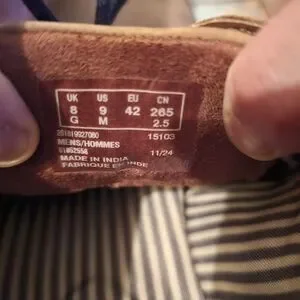 UK US EU CN
8 9 42 265
G M 2.5
261619927080 15103
MENS/HOMMES
MADE IN INDIA 11/24
FABRIQUE EN INDE